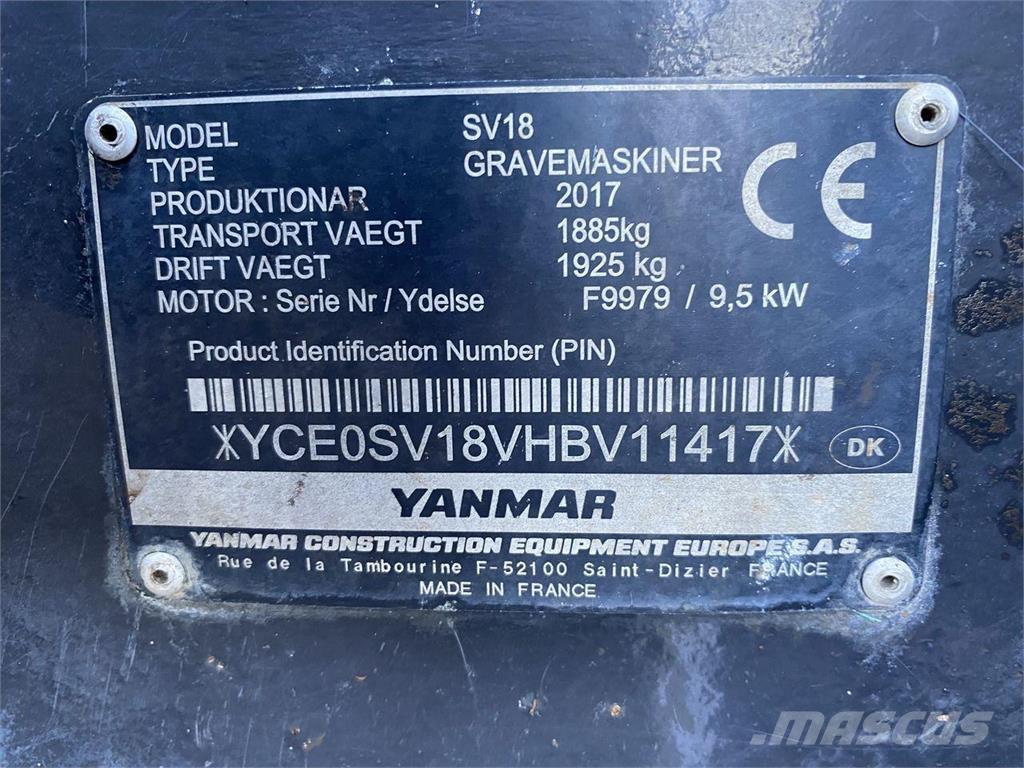 MODEL SV18
TYPE GRAVEMASKINER
PRODUKTIONAR 2017
TRANSPORT VAEGT 1885kg
DRIFT VAEGT 1925 kg
MOTOR : Serie Nr / Ydelse F9979 / 9,5 kW
CE
Product Identification Number (PIN)
*YCE0SV18VHBV11417*
DK
YANMAR
YANMAR CONSTRUCTION EQUIPMENT EUROPE S.A.S.
Rue de la Tambourine F-52100 Saint-Dizier FRANCE
MADE IN FRANCE
MASCUS